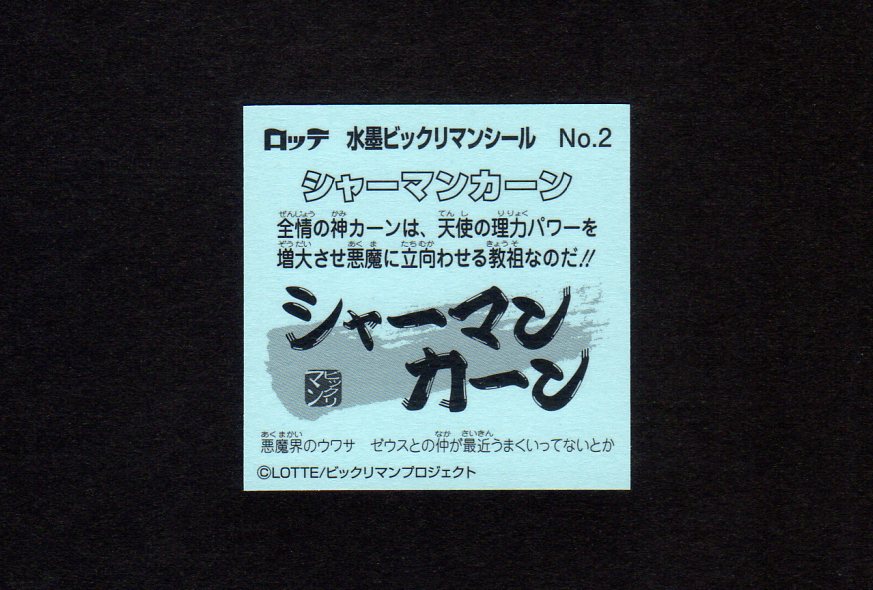 ロッテ 水墨ビックリマンシール No.2
シャーマンカーン
全情の神カーンは、天使の理力パワーを
増大させ悪魔に立向わせる教祖なのだ!!
シャーマン
カーン
ビックリ
マン
悪魔界のウワサ ゼウスとの仲が最近うまくいってないとか
©LOTTE/ビックリマンプロジェクト